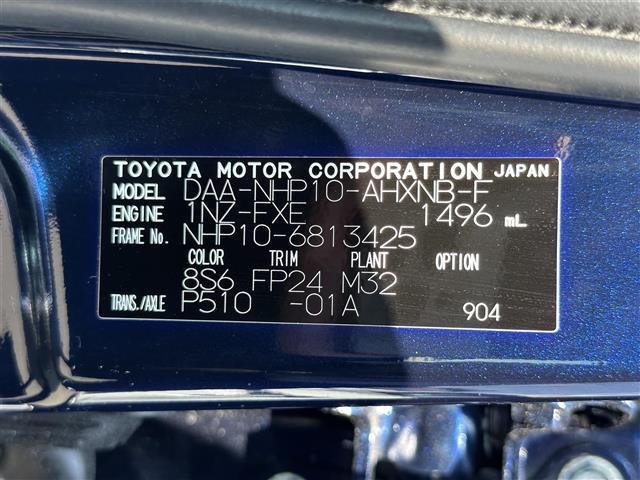 TOYOTA MOTOR CORPORATION JAPAN
MODEL DAA-NHP10-AHXNB-F
ENGINE 1NZ-FXE 1496 mL
FRAME No. NHP10-6813425
COLOR TRIM PLANT OPTION
8S6 FP24 M32
TRANS./AXLE P510 -01A 904